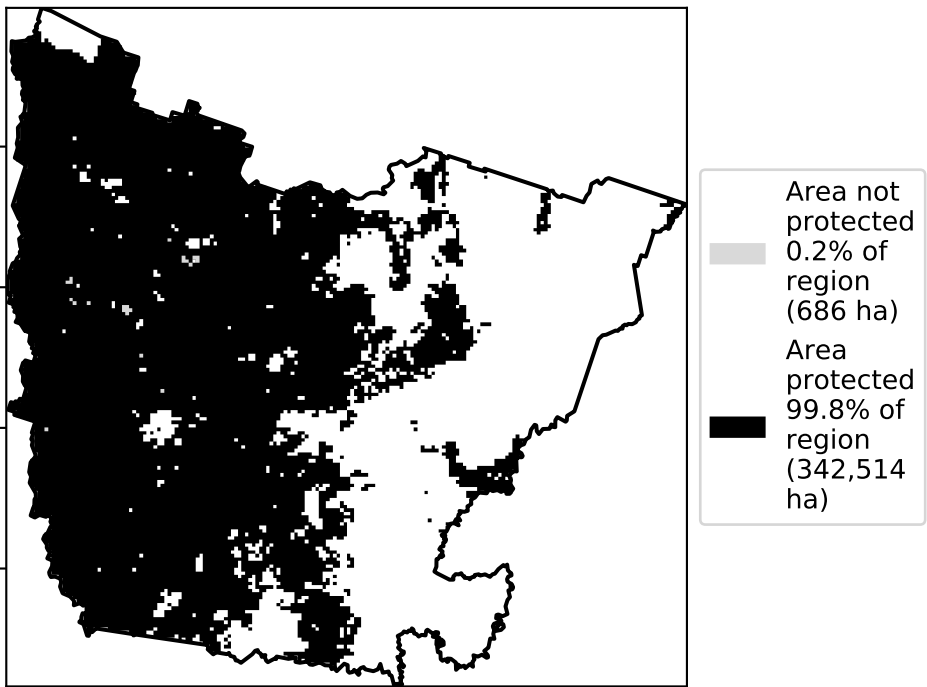 Area not
protected
0.2% of
region
(686 ha)
Area
protected
99.8% of
region
(342,514
ha)